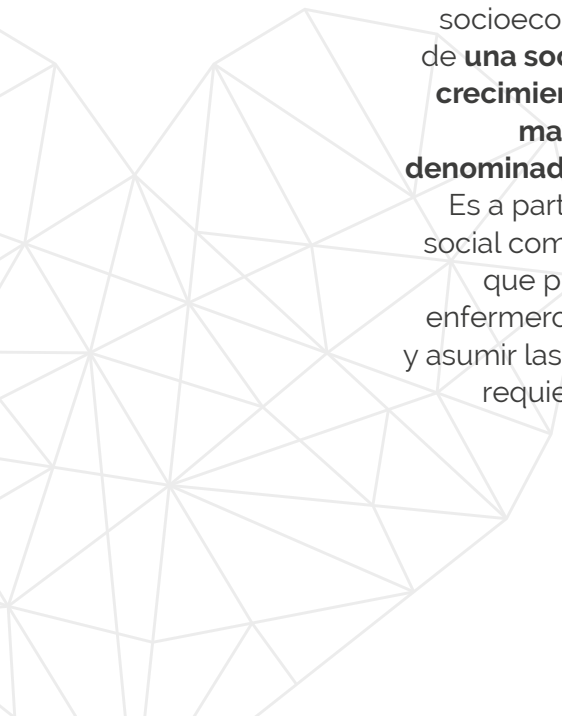 socioeco
de una soc
crecimien
ma
denominad
Es a part
social com
que p
enfermero
y asumir las
requie